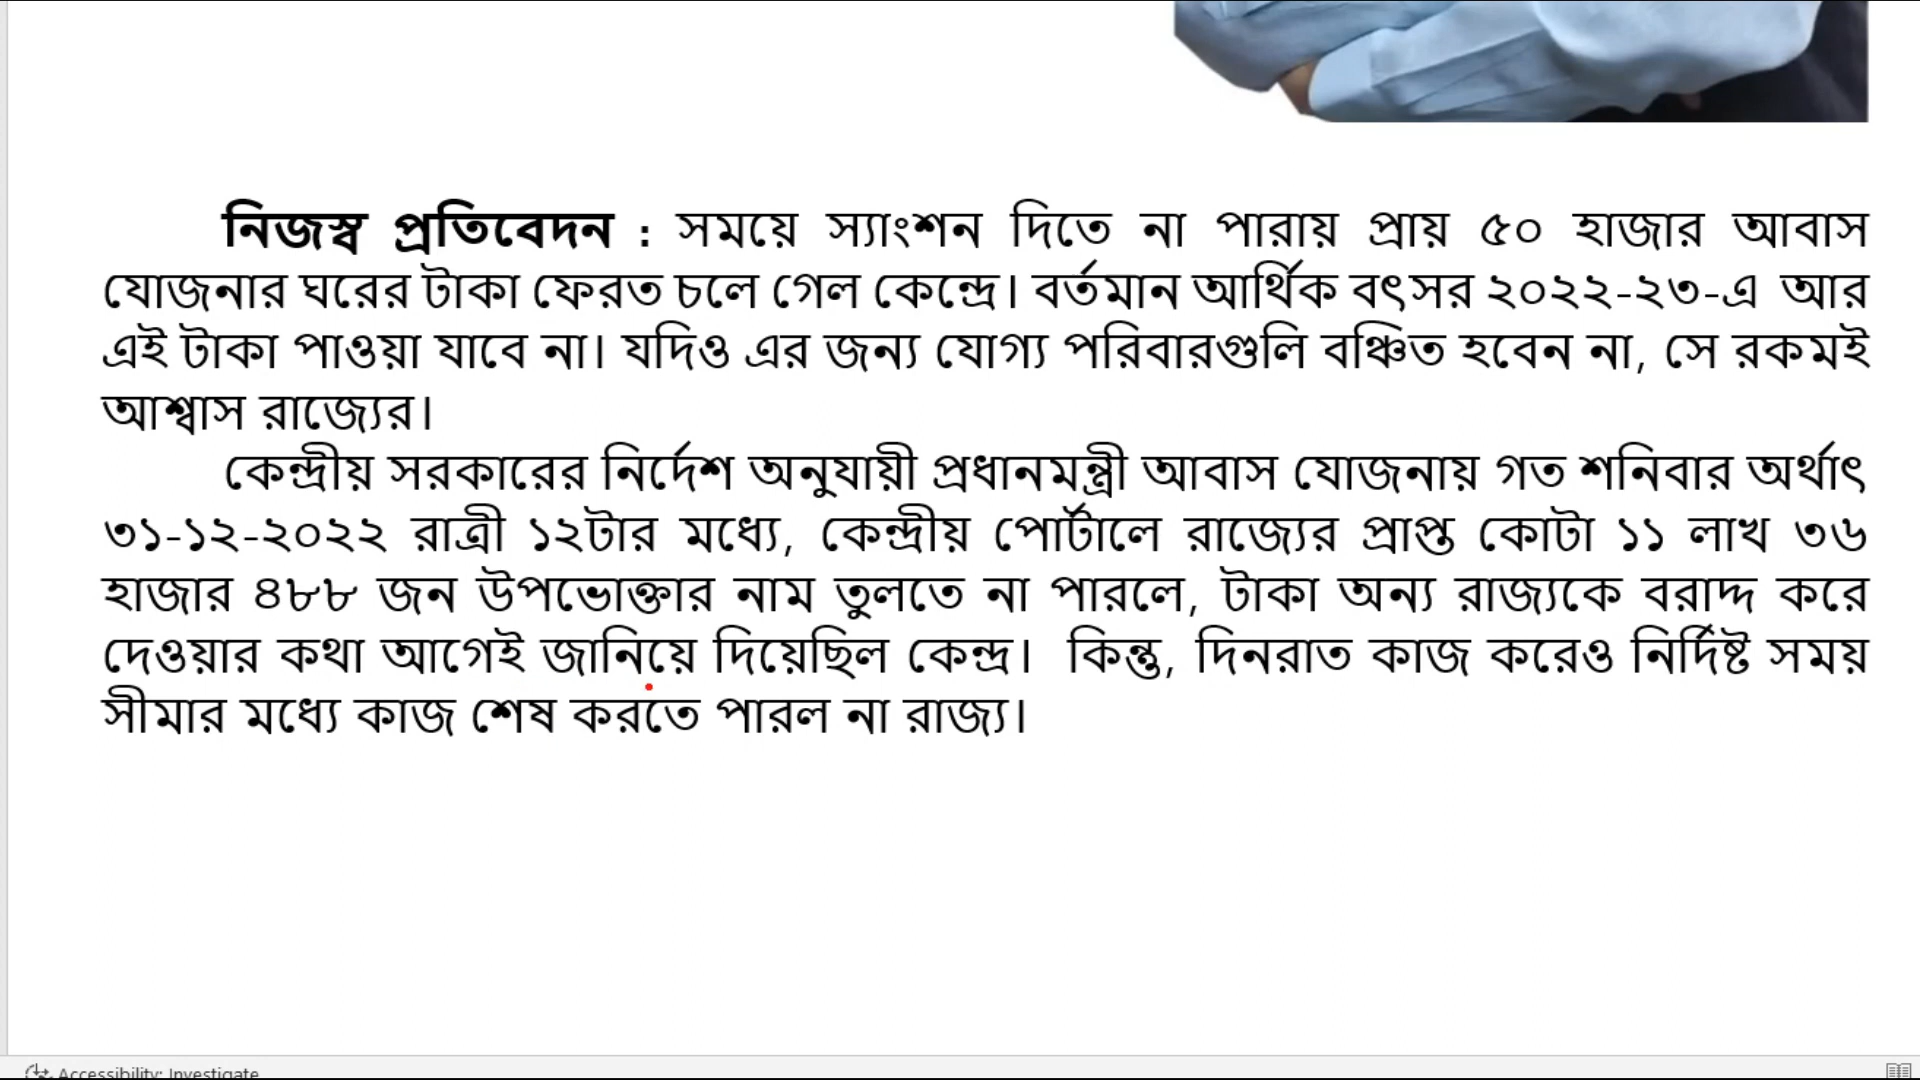 নিজস্ব প্রতিবেদন : সময়ে স্যাংশন দিতে না পারায় প্রায় ৫০ হাজার আবাস
যোজনার ঘরের টাকা ফেরত চলে গেল কেন্দ্রে। বর্তমান আর্থিক বৎসর ২০২২-২৩-এ আর
এই টাকা পাওয়া যাবে না। যদিও এর জন্য যোগ্য পরিবারগুলি বঞ্চিত হবেন না, সে রকমই
আশ্বাস রাজ্যের।
কেন্দ্রীয় সরকারের নির্দেশ অনুযায়ী প্রধানমন্ত্রী আবাস যোজনায় গত শনিবার অর্থাৎ
৩১-১২-২০২২ রাত্রী ১২টার মধ্যে, কেন্দ্রীয় পোর্টালে রাজ্যের প্রাপ্ত কোটা ১১ লাখ ৩৬
হাজার ৪৮৮ জন উপভোক্তার নাম তুলতে না পারলে, টাকা অন্য রাজ্যকে বরাদ্দ করে
দেওয়ার কথা আগেই জানিয়ে দিয়েছিল কেন্দ্র। কিন্তু, দিনরাত কাজ করেও নির্দিষ্ট সময়
সীমার মধ্যে কাজ শেষ করতে পারল না রাজ্য।
Accessibility: Investigate